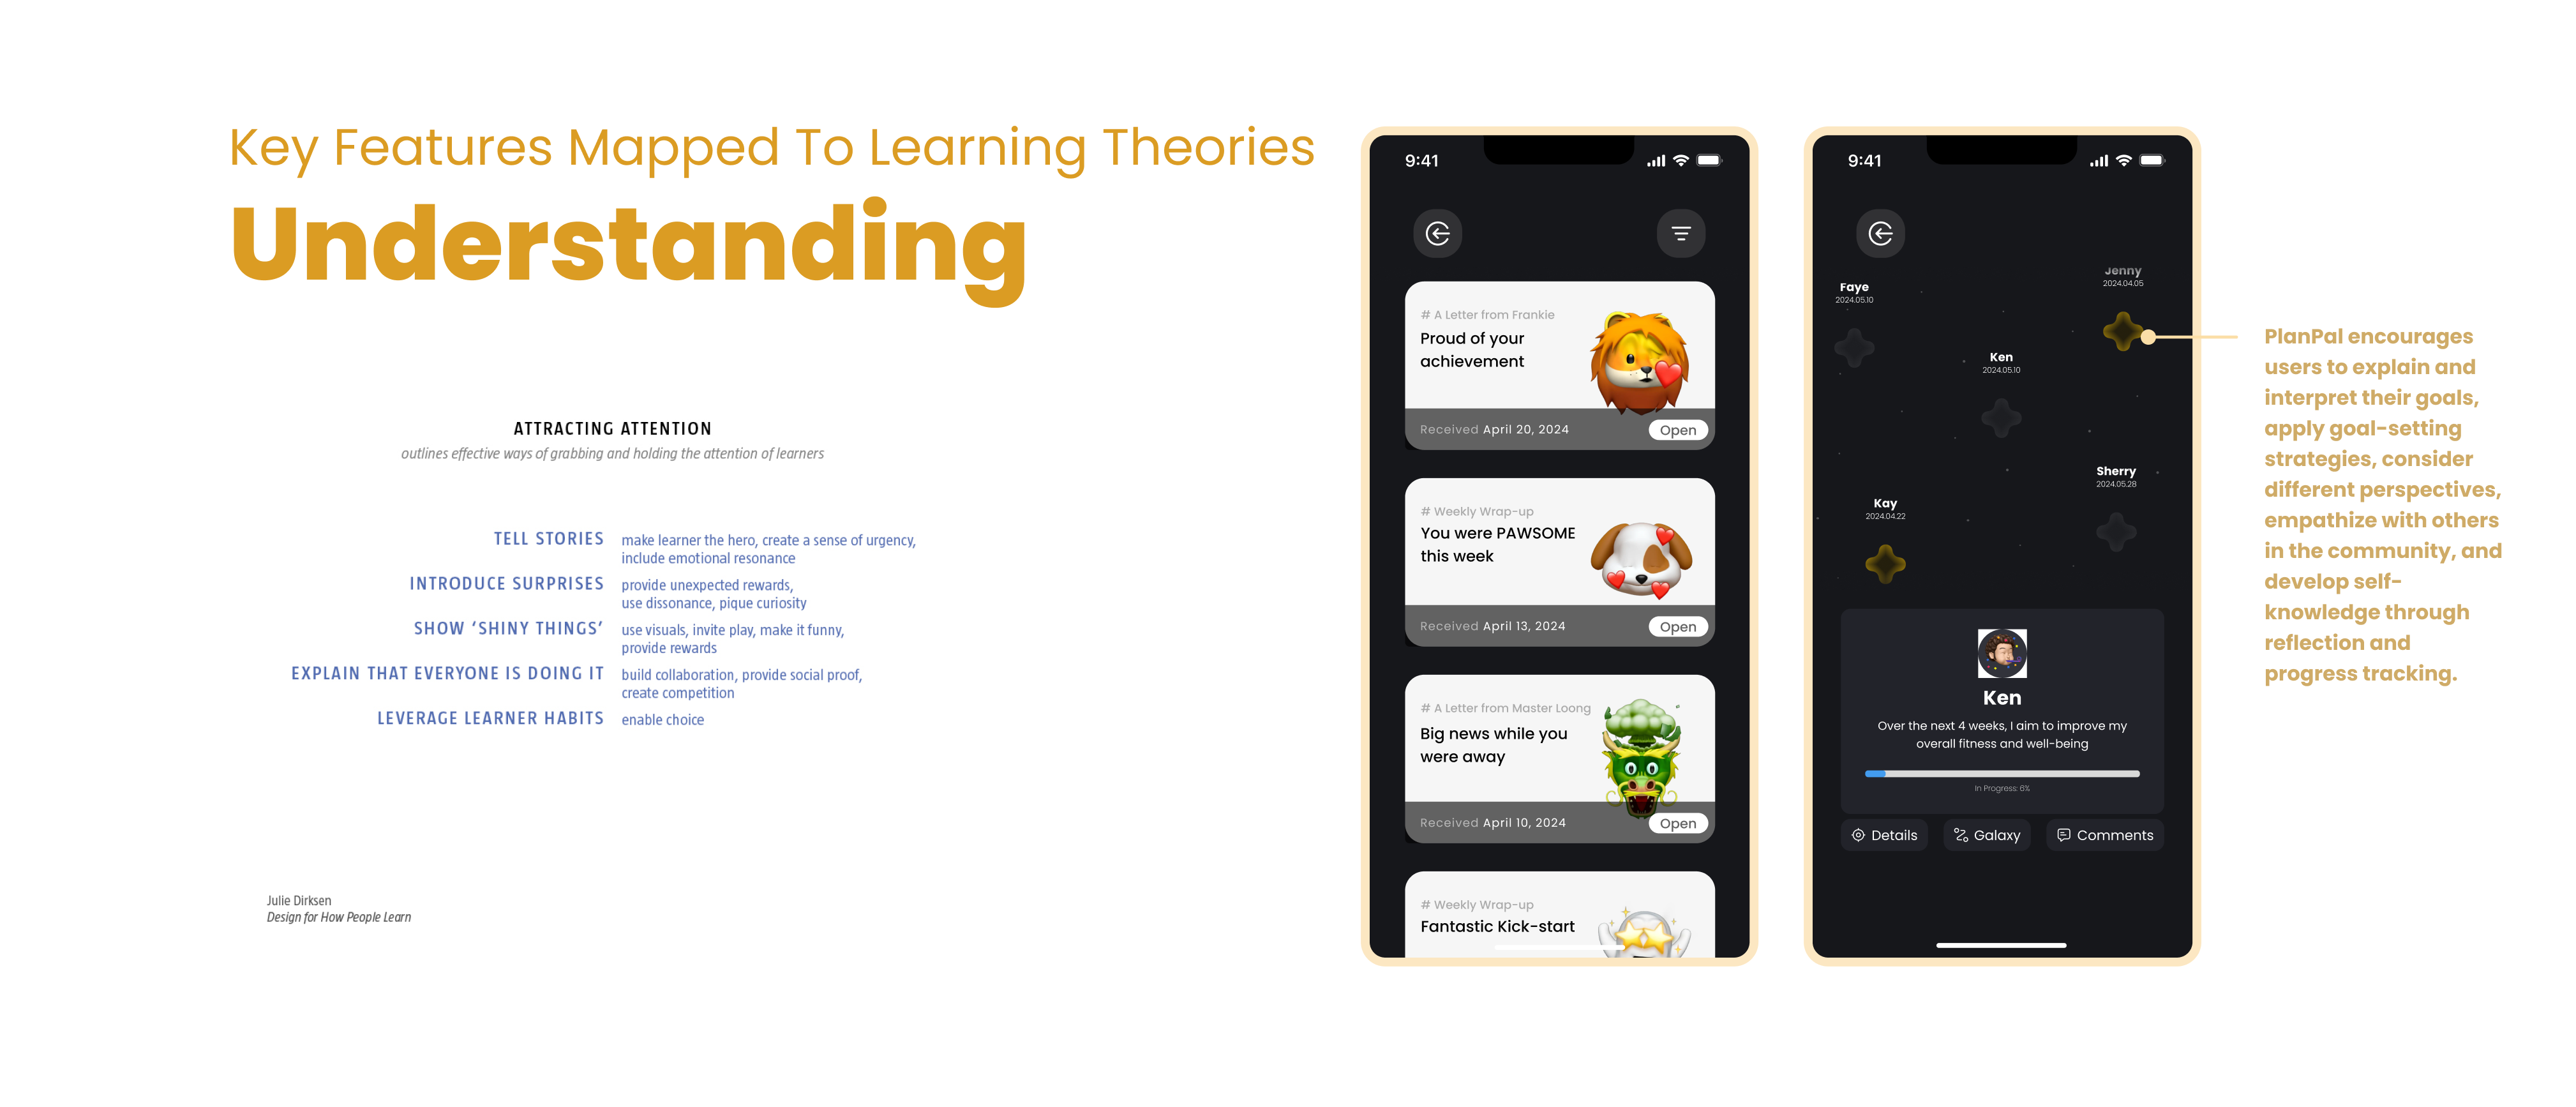 Key Features Mapped To Learning Theories
Understanding
ATTRACTING ATTENTION
outlines effective ways of grabbing and holding the attention of learners
TELL STORIES
make learner the hero, create a sense of urgency,
include emotional resonance
INTRODUCE SURPRISES
provide unexpected rewards,
use dissonance, pique curiosity
SHOW ‘SHINY THINGS’
use visuals, invite play, make it funny,
provide rewards
EXPLAIN THAT EVERYONE IS DOING IT
build collaboration, provide social proof,
create competition
LEVERAGE LEARNER HABITS
enable choice
Julie Dirksen
Design for How People Learn
9:41
# A Letter from Frankie
Proud of your
achievement
Received April 20, 2024
Open
# Weekly Wrap-up
You were PAWSOME
this week
Received April 13, 2024
Open
# A Letter from Master Loong
Big news while you
were away
Received April 10, 2024
Open
# Weekly Wrap-up
Fantastic Kick-start
9:41
Jenny
2024.04.05
Faye
2024.05.10
Ken
2024.05.10
Sherry
2024.05.28
Kay
2024.04.22
Ken
Over the next 4 weeks, I aim to improve my
overall fitness and well-being
In Progress: 6%
Details
Galaxy
Comments
PlanPal encourages
users to explain and
interpret their goals,
apply goal-setting
strategies, consider
different perspectives,
empathize with others
in the community, and
develop self-
knowledge through
reflection and
progress tracking.